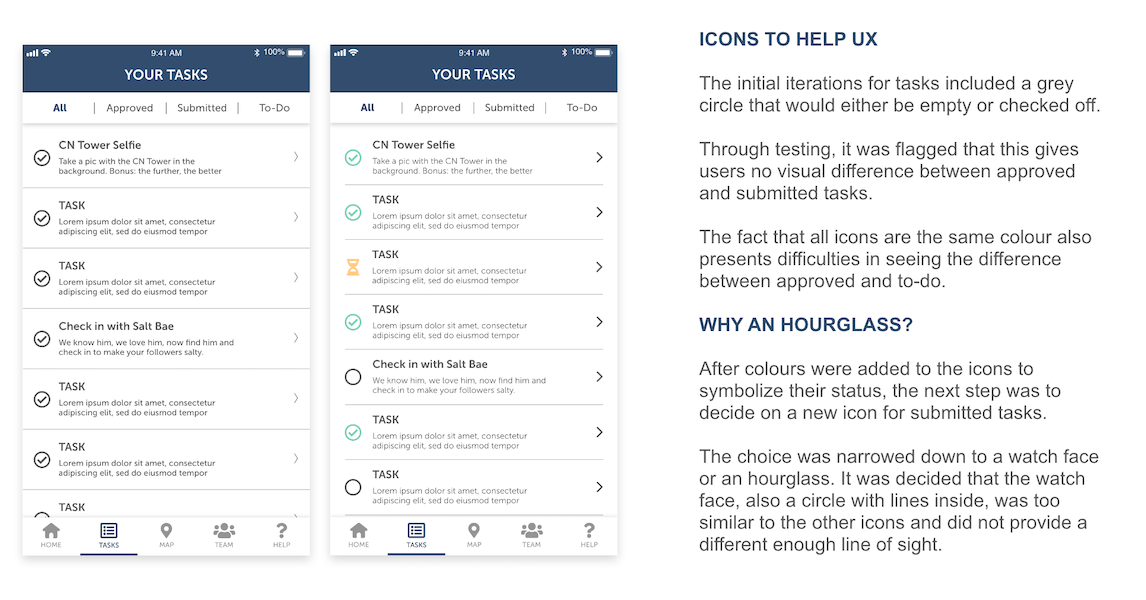 9:41 AM
100%
YOUR TASKS
All | Approved | Submitted | To-Do
CN Tower Selfie
Take a pic with the CN Tower in the
background. Bonus: the further, the better
TASK
Lorem ipsum dolor sit amet, consectetur
adipiscing elit, sed do eiusmod tempor
TASK
Lorem ipsum dolor sit amet, consectetur
adipiscing elit, sed do eiusmod tempor
Check in with Salt Bae
We know him, we love him, now find him and
check in to make your followers salty.
TASK
Lorem ipsum dolor sit amet, consectetur
adipiscing elit, sed do eiusmod tempor
TASK
Lorem ipsum dolor sit amet, consectetur
adipiscing elit, sed do eiusmod tempor
TASK
HOME TASKS MAP TEAM HELP
9:41 AM
100%
YOUR TASKS
All | Approved | Submitted | To-Do
CN Tower Selfie
Take a pic with the CN Tower in the
background. Bonus: the further, the better
TASK
Lorem ipsum dolor sit amet, consectetur
adipiscing elit, sed do eiusmod tempor
TASK
Lorem ipsum dolor sit amet, consectetur
adipiscing elit, sed do eiusmod tempor
TASK
Lorem ipsum dolor sit amet, consectetur
adipiscing elit, sed do eiusmod tempor
Check in with Salt Bae
We know him, we love him, now find him and
check in to make your followers salty.
TASK
Lorem ipsum dolor sit amet, consectetur
adipiscing elit, sed do eiusmod tempor
TASK
Lorem ipsum dolor sit amet, consectetur
adipiscing elit, sed do eiusmod tempor
HOME TASKS MAP TEAM HELP
ICONS TO HELP UX
The initial iterations for tasks included a grey
circle that would either be empty or checked off.
Through testing, it was flagged that this gives
users no visual difference between approved
and submitted tasks.
The fact that all icons are the same colour also
presents difficulties in seeing the difference
between approved and to-do.
WHY AN HOURGLASS?
After colours were added to the icons to
symbolize their status, the next step was to
decide on a new icon for submitted tasks.
The choice was narrowed down to a watch face
or an hourglass. It was decided that the watch
face, also a circle with lines inside, was too
similar to the other icons and did not provide a
different enough line of sight.